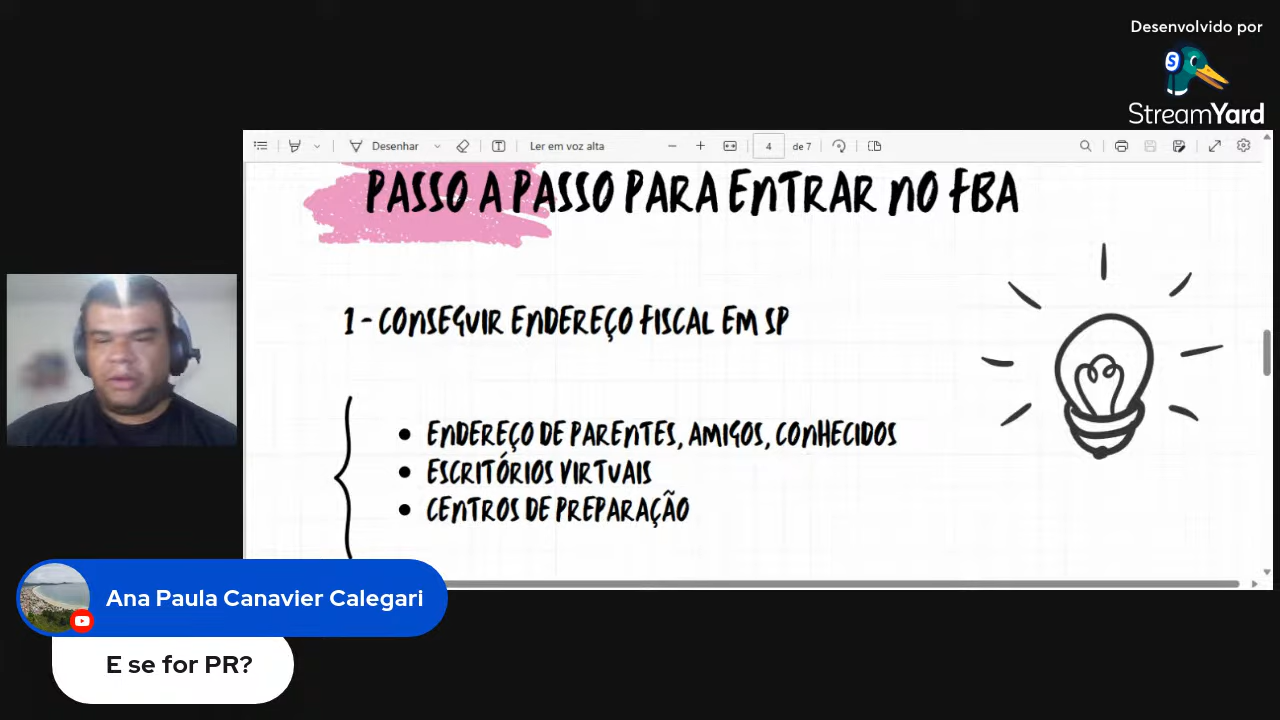 Desenvolvido por
StreamYard
Desenhar
Ler em voz alta
4
de 7
PASSO A PASSO PARA ENTRAR NO FBA
1 - CONSEGUIR ENDEREÇO FISCAL EM SP
• ENDEREÇO DE PARENTES, AMIGOS, CONHECIDOS
• ESCRITÓRIOS VIRTUAIS
• CENTROS DE PREPARAÇÃO
Ana Paula Canavier Calegari
E se for PR?